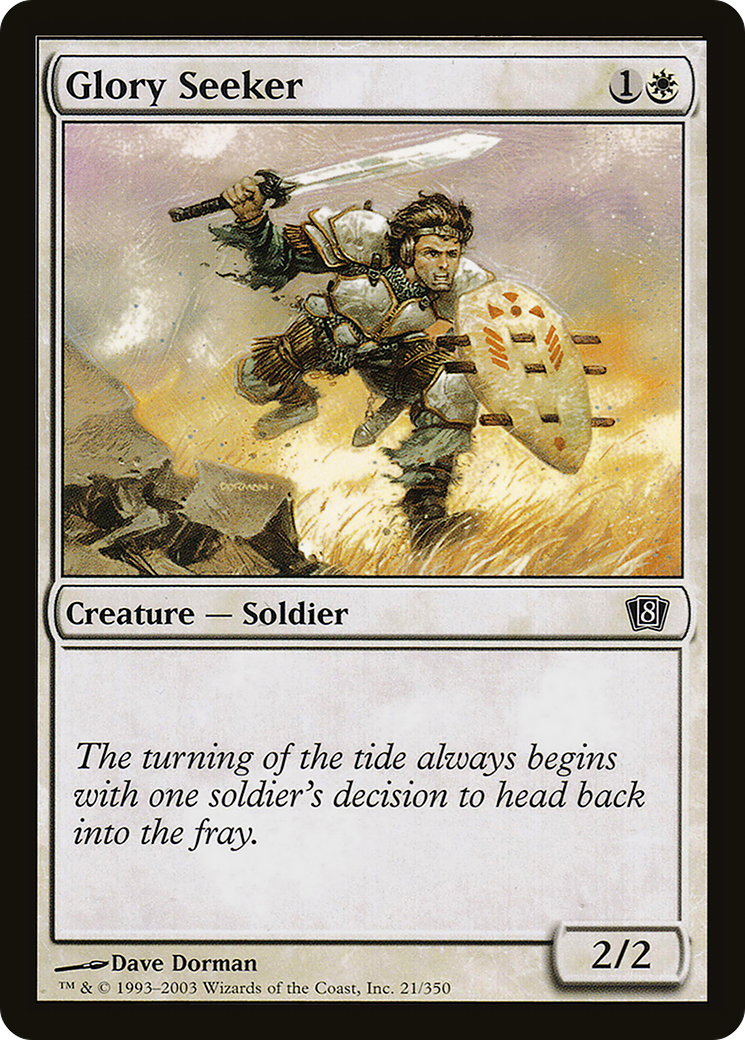 Glory Seeker 1
DORMAN
Creature — Soldier 8
The turning of the tide always begins
with one soldier's decision to head back
into the fray.
2/2
Dave Dorman
™ & © 1993–2003 Wizards of the Coast, Inc. 21/350